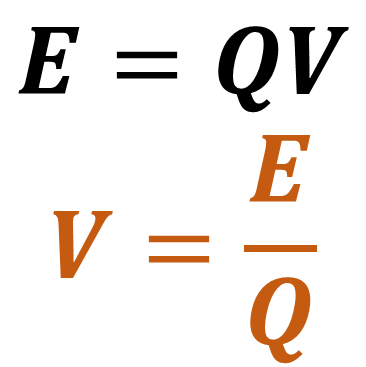 E = QV
V = E/Q